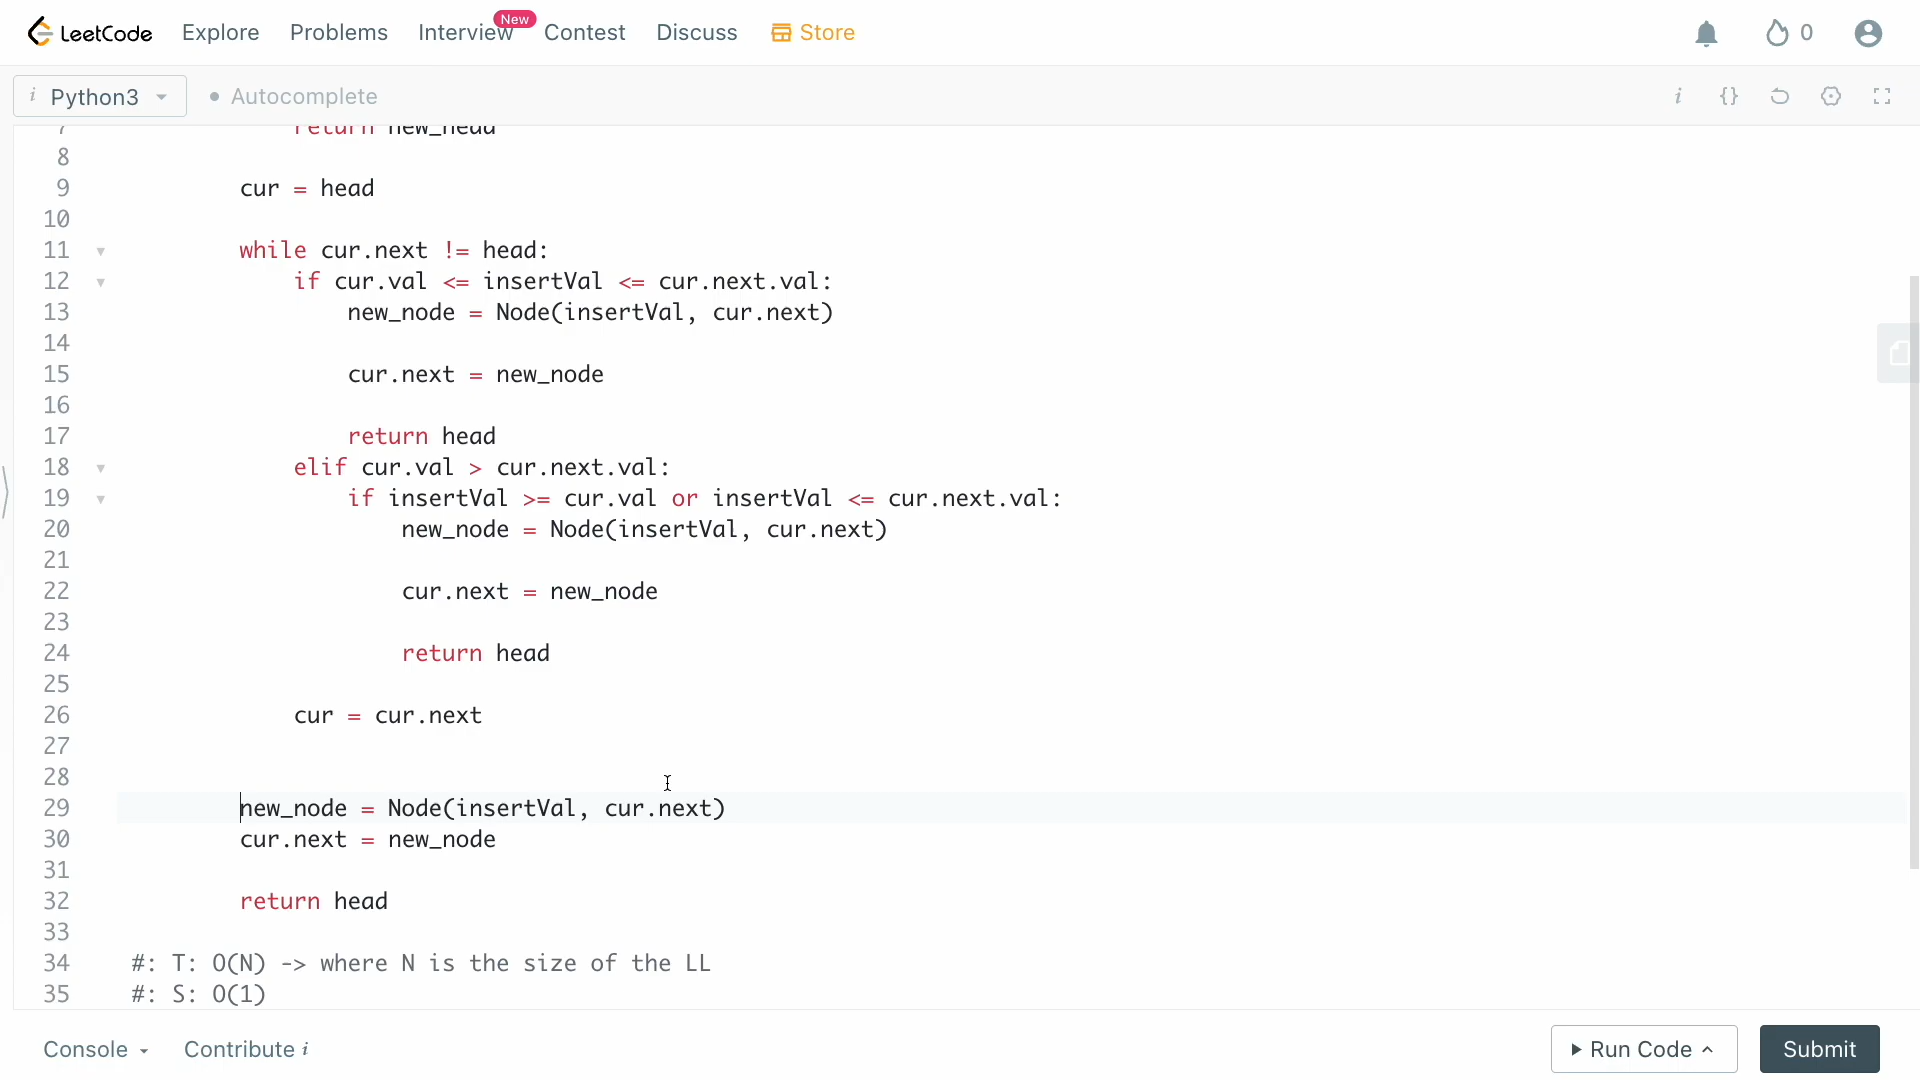 LeetCode Explore Problems Interview New Contest Discuss Store 0
i Python3 Autocomplete i {}
7 return new_head
8
9 cur = head
10
11 while cur.next != head:
12 if cur.val <= insertVal <= cur.next.val:
13 new_node = Node(insertVal, cur.next)
14
15 cur.next = new_node
16
17 return head
18 elif cur.val > cur.next.val:
19 if insertVal >= cur.val or insertVal <= cur.next.val:
20 new_node = Node(insertVal, cur.next)
21
22 cur.next = new_node
23
24 return head
25
26 cur = cur.next
27
28
29 new_node = Node(insertVal, cur.next)
30 cur.next = new_node
31
32 return head
33
34 #: T: O(N) -> where N is the size of the LL
35 #: S: O(1)
Console Contribute i Run Code Submit